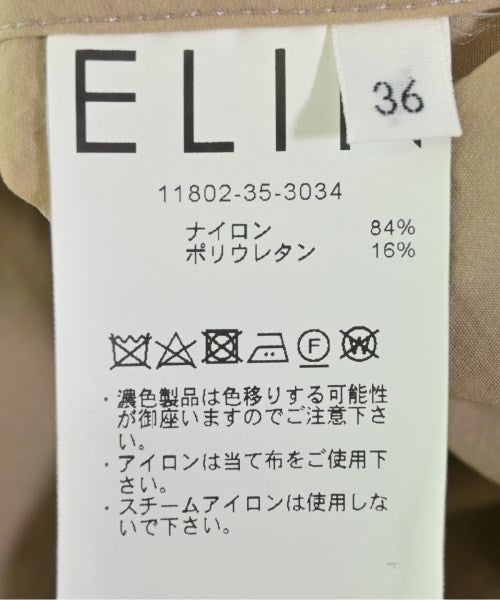 ELI
36
11802-35-3034
ナイロン 84%
ポリウレタン 16%
F W
・濃色製品は色移りする可能性
が御座いますのでご注意下さ
い。
・アイロンは当て布をご使用下
さい。
・スチームアイロンは使用しな
いで下さい。